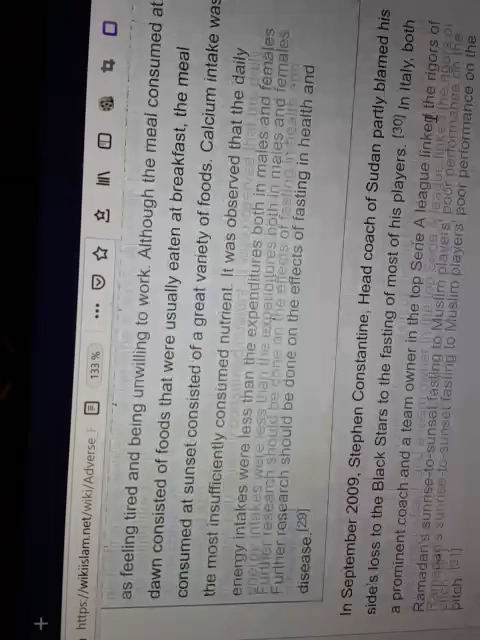 https://wikiislam.net/wiki/Adverse
133 %
as feeling tired and being unwilling to work. Although the meal consumed at
dawn consisted of foods that were usually eaten at breakfast, the meal
consumed at sunset consisted of a great variety of foods. Calcium intake was
the most insufficiently consumed nutrient. It was observed that the daily
energy intakes were less than the expenditures both in males and females
Further research should be done on the effects of fasting in health and
disease.[29]
In September 2009, Stephen Constantine, Head coach of Sudan partly blamed his
side's loss to the Black Stars to the fasting of most of his players. [30] In Italy, both
a prominent coach and a team owner in the top Serie A league linked the rigors of
Ramadan's sunrise-to-sunset fasting to Muslim players' poor performance on the
pitch [31]